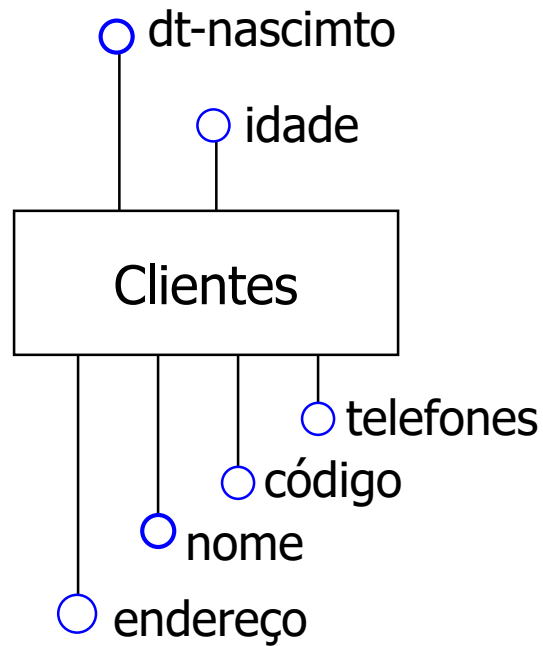 dt-nascimto
idade
Clientes
telefones
código
nome
endereço